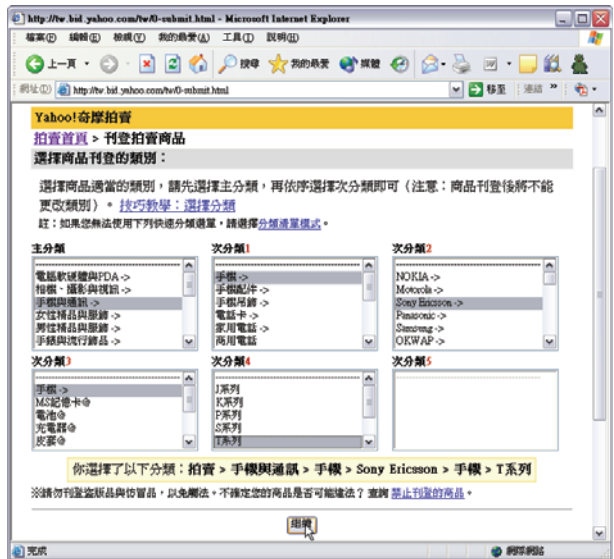 http://tw.bid.yahoo.com/tw/0-submit.html - Microsoft Internet Explorer
檔案(F) 編輯(E) 檢視(V) 我的最愛(A) 工具(T) 說明(H)
上一頁 搜尋 我的最愛 媒體
網址(D) http://tw.bid.yahoo.com/tw/0-submit.html 移至 連結 »
Yahoo!奇摩拍賣
拍賣首頁 > 刊登拍賣商品
選擇商品刊登的類別：
選擇商品適當的類別，請先選擇主分類，再依序選擇次分類即可（注意：商品刊登後將不能
更改類別）。 技巧教學：選擇分類
註：如果您無法使用下列快速分類選單，請選擇分類清單模式。
主分類 次分類1 次分類2
電腦軟硬體與PDA -> 手機 -> NOKIA ->
相機、攝影與視訊 -> 手機配件 -> Motorola ->
手機與通訊 -> 手機吊飾 -> Sony Ericsson ->
女性精品與服飾 -> 電話卡 -> Panasonic ->
男性精品與服飾 -> 家用電話 -> Samsung ->
手錶與流行飾品 -> 商用電話 OKWAP ->
次分類3 次分類4 次分類5
手機 -> J系列
MS記憶卡@ K系列
電池@ P系列
充電器@ S系列
皮套@ T系列
你選擇了以下分類：拍賣 > 手機與通訊 > 手機 > Sony Ericsson > 手機 > T系列
※請勿刊登盜版品與仿冒品，以免觸法。不確定您的商品是否可能違法？查詢 禁止刊登的商品。
繼續
完成 網際網路